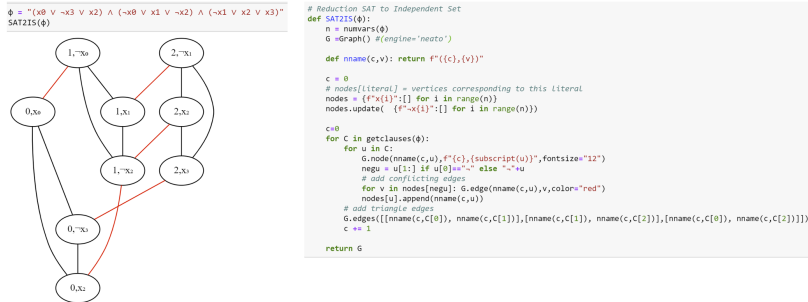 φ = "(x0 ∨ ¬x3 ∨ x2) ∧ (¬x0 ∨ x1 ∨ ¬x2) ∧ (¬x1 ∨ x2 ∨ x3)"
SAT2IS(φ)
1,¬x₀
2,¬x₁
0,x₀
1,x₁
2,x₂
1,¬x₂
2,x₃
0,¬x₃
0,x₂
# Reduction SAT to Independent Set
def SAT2IS(φ):
n = numvars(φ)
G =Graph() #(engine='neato')
def nname(c,v): return f"({c},{v})"
c = 0
# nodes[literal] = vertices corresponding to this literal
nodes = {f"x{i}":[] for i in range(n)}
nodes.update( {f"¬x{i}":[] for i in range(n)})
c=0
for C in getclauses(φ):
for u in C:
G.node(nname(c,u),f"{c},{subscript(u)}",fontsize="12")
negu = u[1:] if u[0]=="¬" else "¬"+u
# add conflicting edges
for v in nodes[negu]: G.edge(nname(c,u),v,color="red")
nodes[u].append(nname(c,u))
# add triangle edges
G.edges([[nname(c,C[0]), nname(c,C[1])],[nname(c,C[1]), nname(c,C[2])],[nname(c,C[0]), nname(c,C[2])]])
c += 1
return G